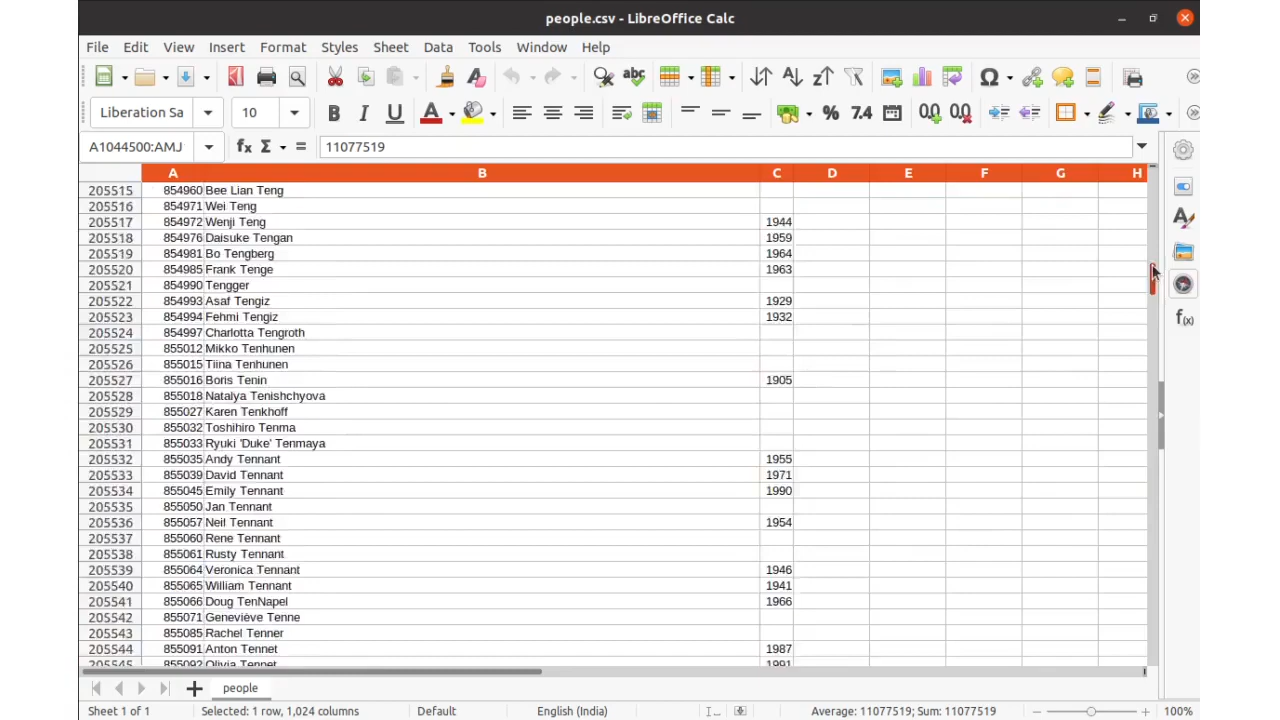 people.csv - LibreOffice Calc
File Edit View Insert Format Styles Sheet Data Tools Window Help
Liberation Sa 10 B I U A % 7.4
A1044500:AMJ fx Σ = 11077519
A B C D E F G H
205515 854960 Bee Lian Teng
205516 854971 Wei Teng
205517 854972 Wenji Teng 1944
205518 854976 Daisuke Tengan 1959
205519 854981 Bo Tengberg 1964
205520 854985 Frank Tenge 1963
205521 854990 Tengger
205522 854993 Asaf Tengiz 1929
205523 854994 Fehmi Tengiz 1932
205524 854997 Charlotta Tengroth
205525 855012 Mikko Tenhunen
205526 855015 Tiina Tenhunen
205527 855016 Boris Tenin 1905
205528 855018 Natalya Tenishchyova
205529 855027 Karen Tenkhoff
205530 855032 Toshihiro Tenma
205531 855033 Ryuki 'Duke' Tenmaya
205532 855035 Andy Tennant 1955
205533 855039 David Tennant 1971
205534 855045 Emily Tennant 1990
205535 855050 Jan Tennant
205536 855057 Neil Tennant 1954
205537 855060 Rene Tennant
205538 855061 Rusty Tennant
205539 855064 Veronica Tennant 1946
205540 855065 William Tennant 1941
205541 855066 Doug TenNapel 1966
205542 855071 Geneviève Tenne
205543 855085 Rachel Tenner
205544 855091 Anton Tennet 1987
205545 855092 Olivia Tennet 1991
people
Sheet 1 of 1 Selected: 1 row, 1,024 columns Default English (India) Average: 11077519; Sum: 11077519 100%